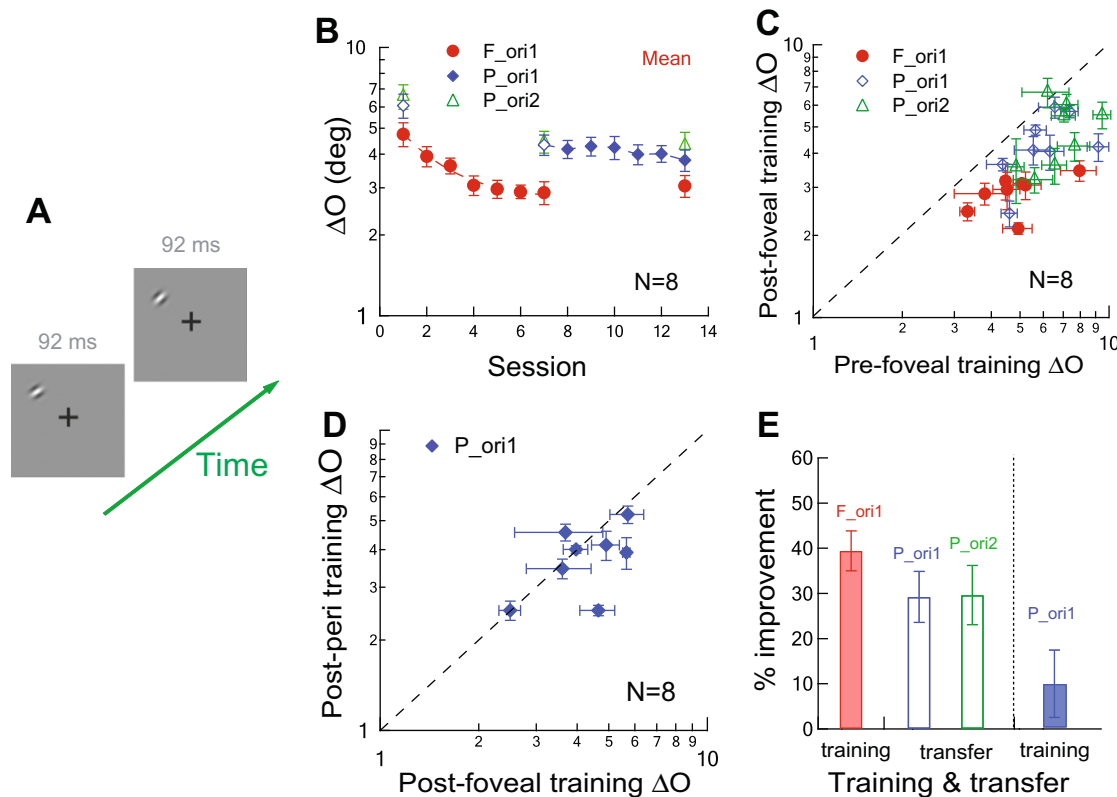 A
92 ms
92 ms
Time
B
F_ori1
P_ori1
P_ori2
Mean
10
9
8
7
6
5
4
3
2
1
ΔO (deg)
N=8
0
2
4
6
8
10
12
14
Session
C
F_ori1
P_ori1
P_ori2
10
9
8
7
6
5
4
3
2
1
Post-foveal training ΔO
N=8
1
2
3
4
5
6
7
8
9
10
Pre-foveal training ΔO
D
P_ori1
9
8
7
6
5
4
3
2
1
Post-peri training ΔO
N=8
1
2
3
4
5
6
7
8
9
10
Post-foveal training ΔO
E
60
50
40
30
20
10
0
% improvement
F_ori1
P_ori1
P_ori2
P_ori1
training
transfer
training
Training & transfer